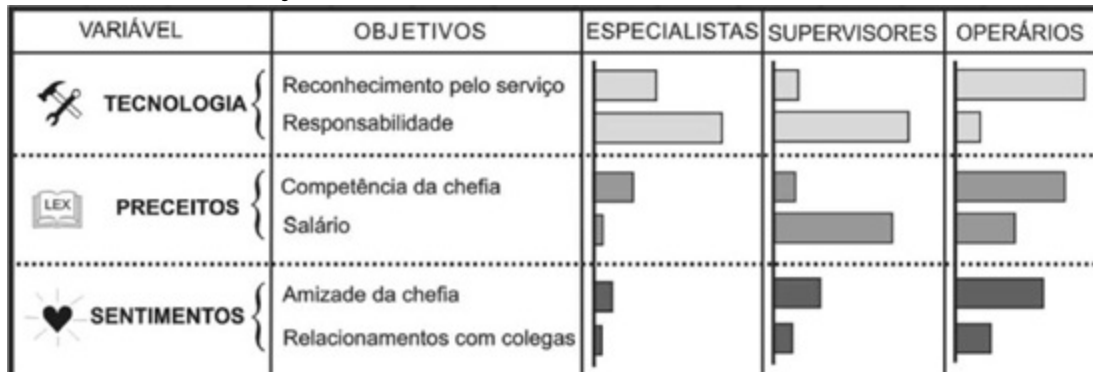 VARIÁVEL OBJETIVOS ESPECIALISTAS SUPERVISORES OPERÁRIOS
TECNOLOGIA
Reconhecimento pelo serviço
Responsabilidade
LEX
PRECEITOS
Competência da chefia
Salário
SENTIMENTOS
Amizade da chefia
Relacionamentos com colegas